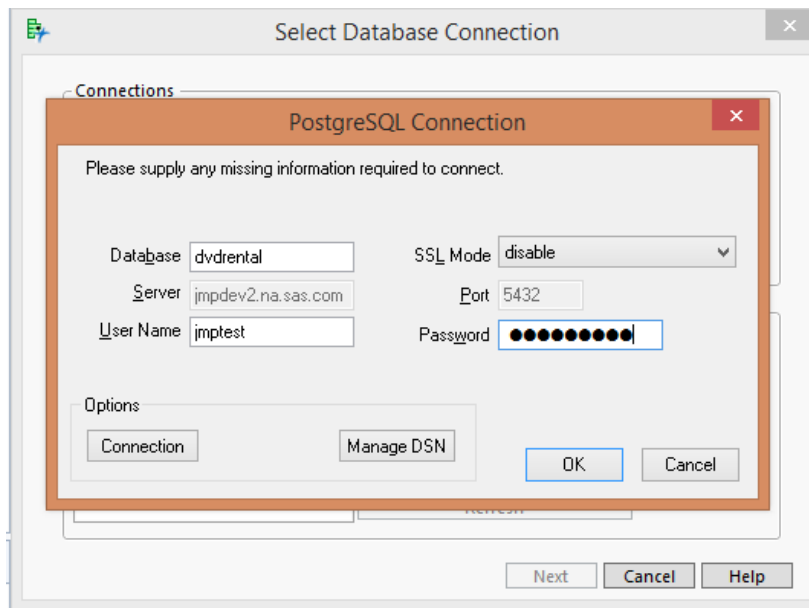 Select Database Connection
Connections
PostgreSQL Connection
Please supply any missing information required to connect.
Database dvdrental SSL Mode disable
Server jmpdev2.na.sas.com Port 5432
User Name jmptest Password ●●●●●●●●●
Options
Connection Manage DSN OK Cancel
Refresh
Next Cancel Help